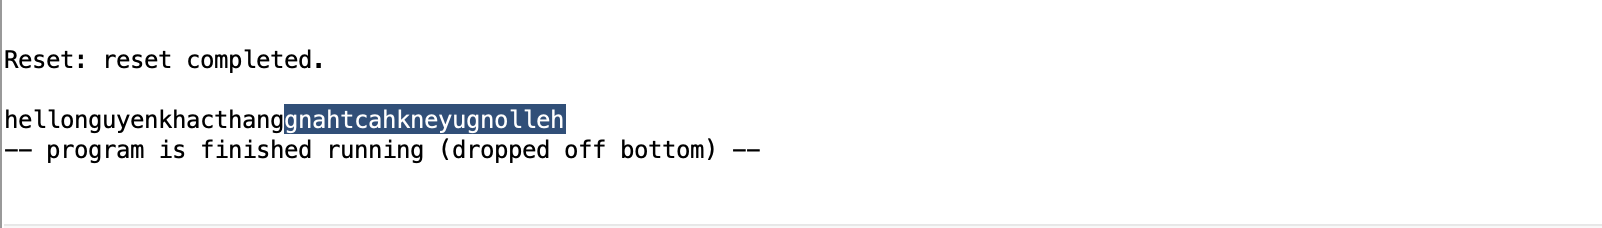 Reset: reset completed.
hellonguyenkhacthanggnahtcahkneyugnolleh
-- program is finished running (dropped off bottom) --